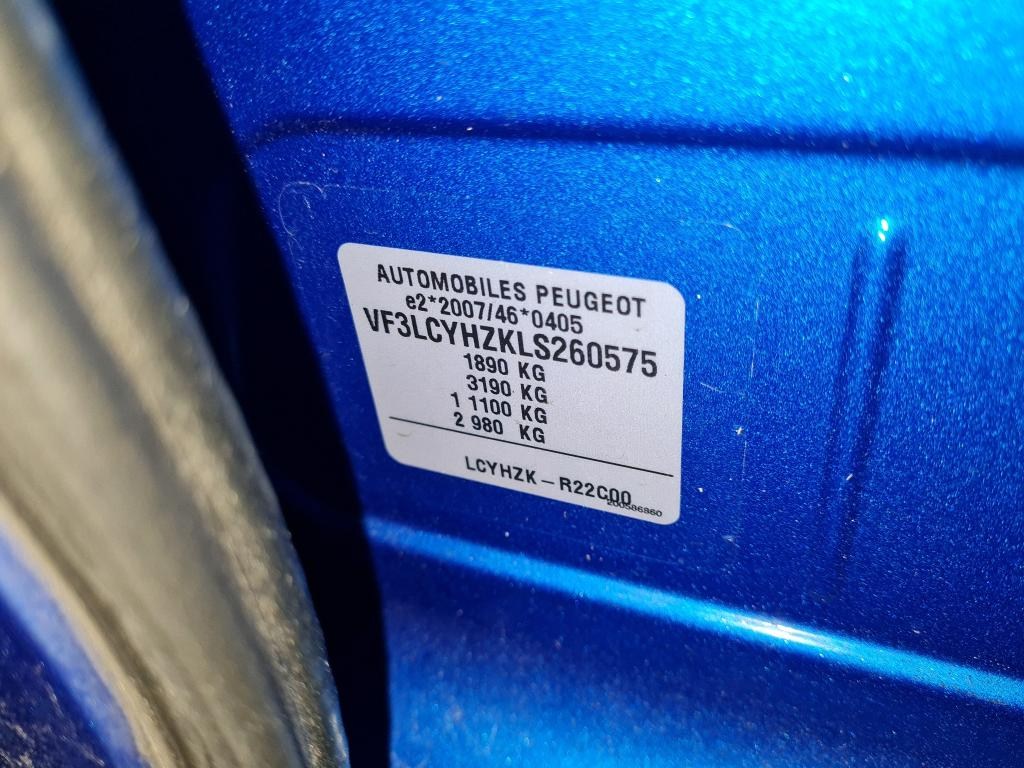 AUTOMOBILES PEUGEOT
e2*2007/46*0405
VF3LCYHZKLS260575
1890 KG
3190 KG
1 1100 KG
2 980 KG
LCYHZK – R22C00
200586860